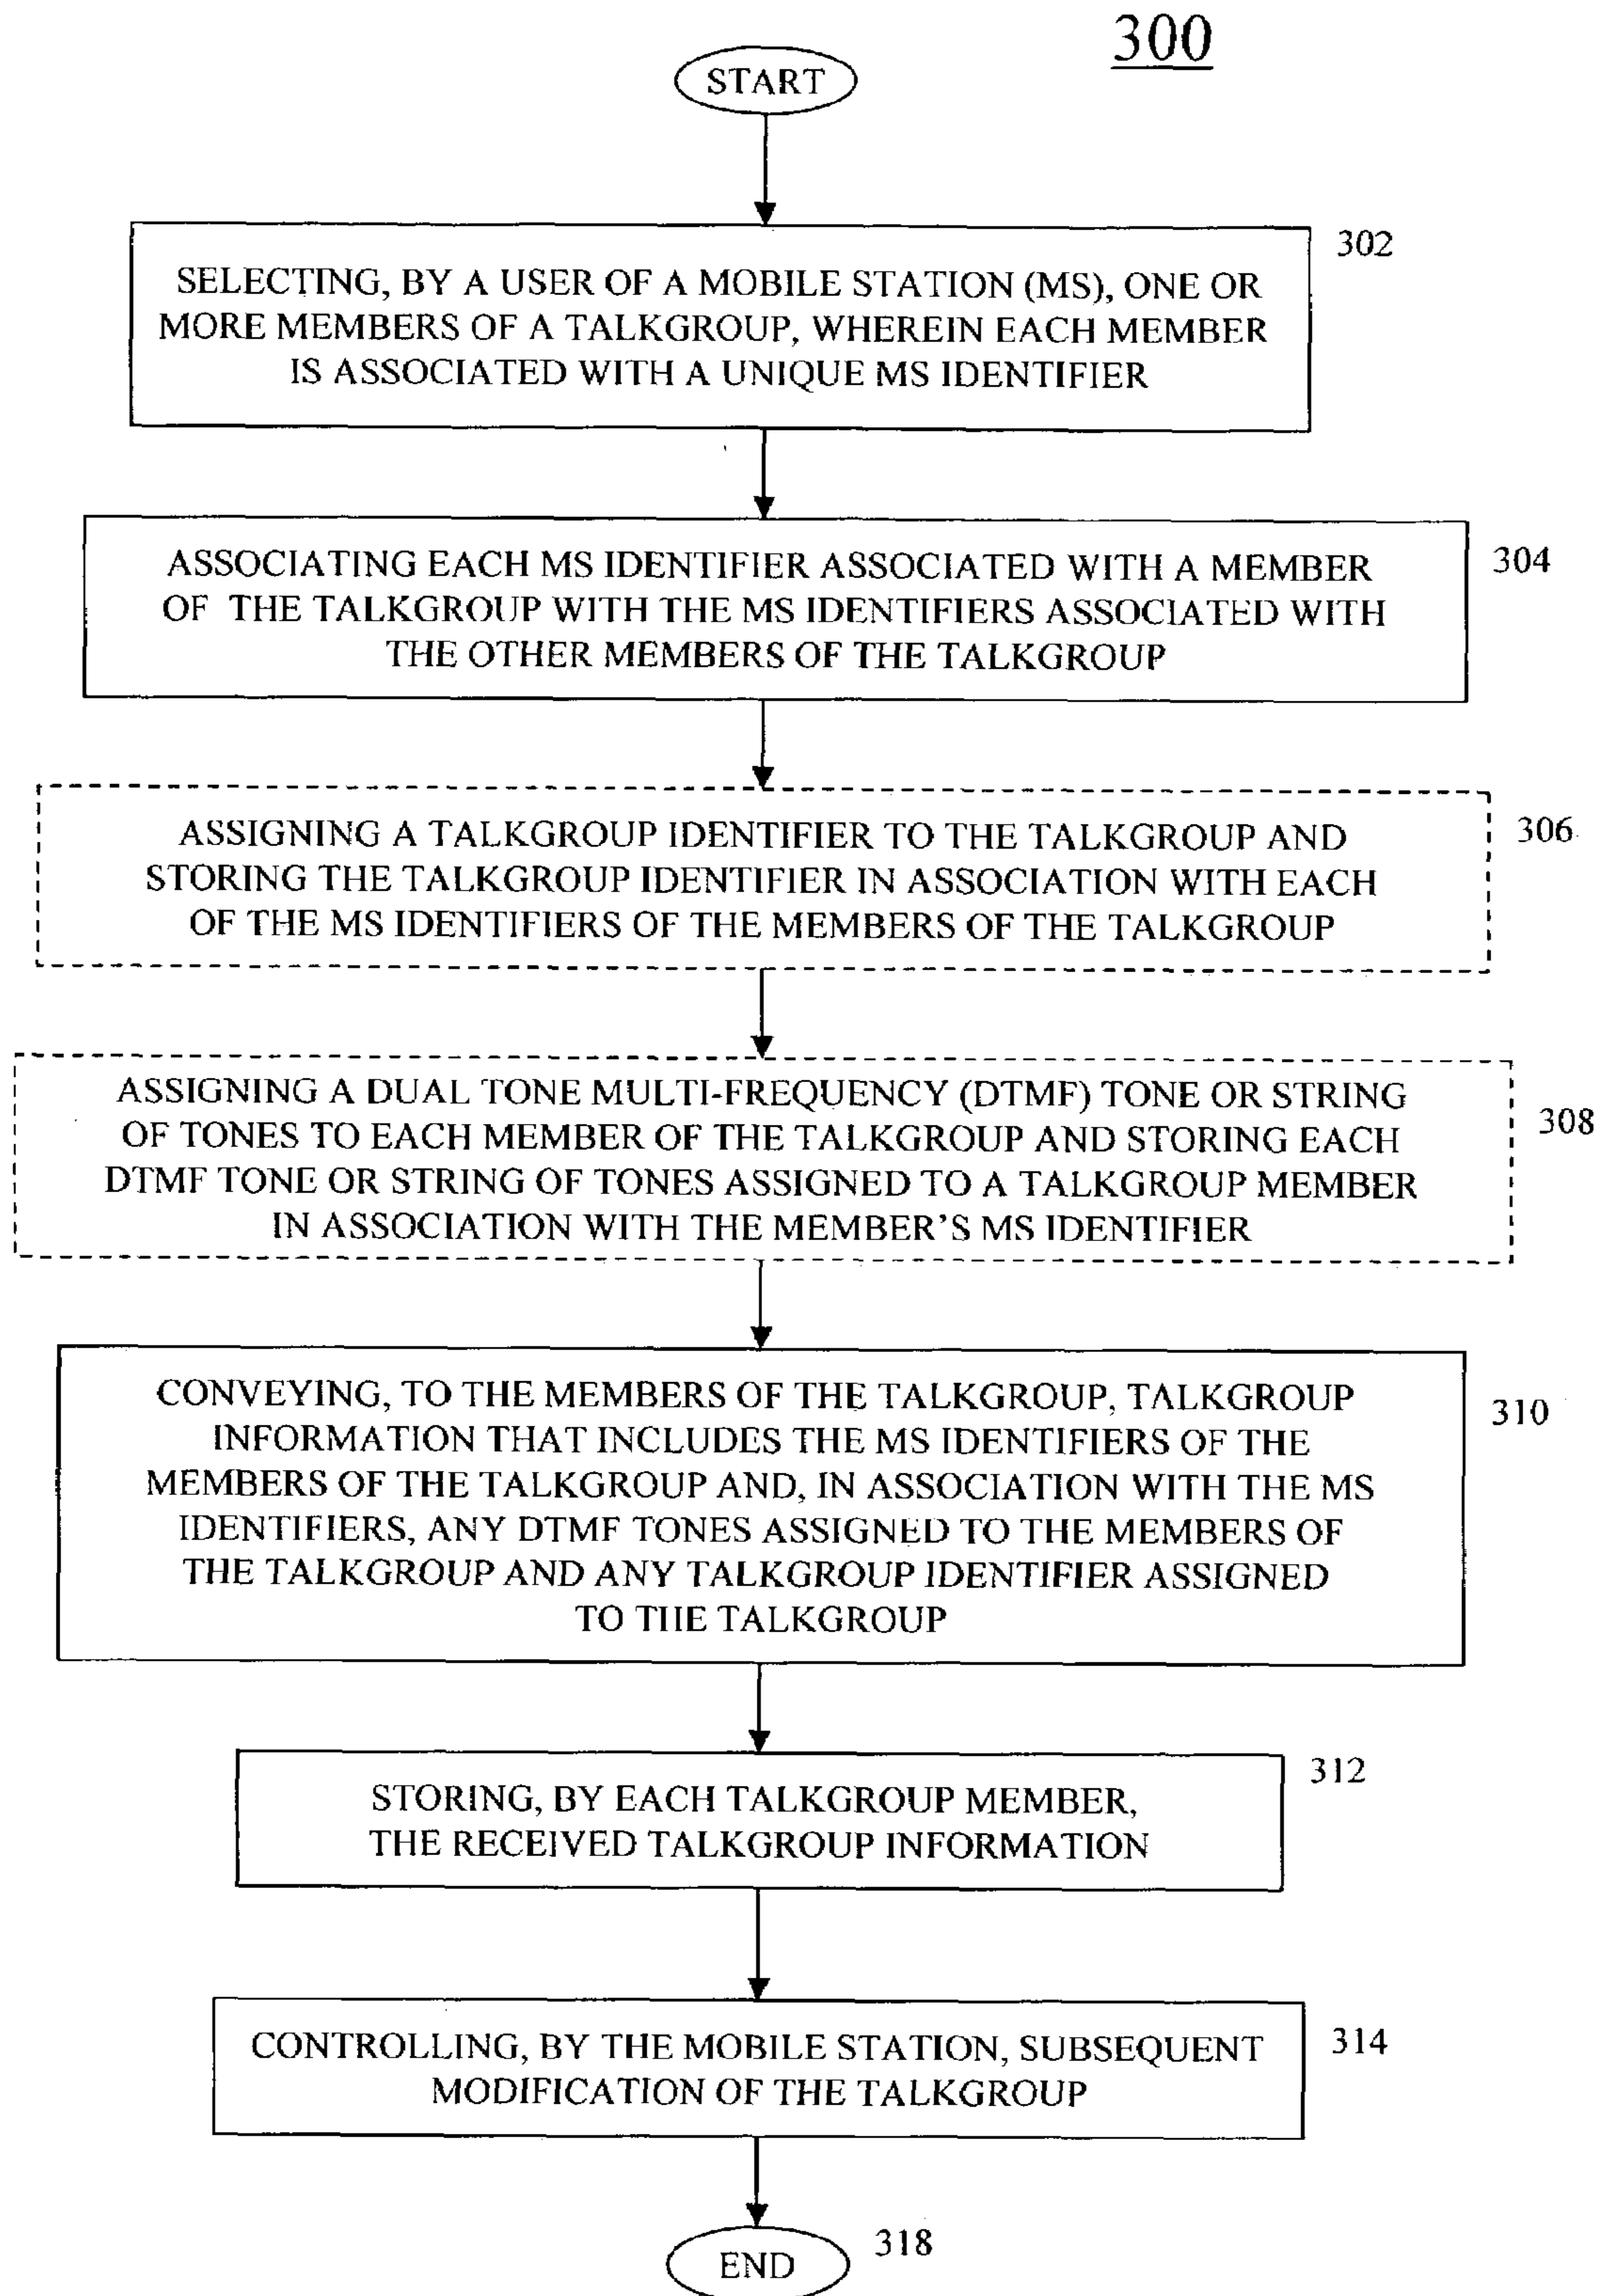 300
START
302
SELECTING, BY A USER OF A MOBILE STATION (MS), ONE OR
MORE MEMBERS OF A TALKGROUP, WHEREIN EACH MEMBER
IS ASSOCIATED WITH A UNIQUE MS IDENTIFIER
304
ASSOCIATING EACH MS IDENTIFIER ASSOCIATED WITH A MEMBER
OF THE TALKGROUP WITH THE MS IDENTIFIERS ASSOCIATED WITH
THE OTHER MEMBERS OF THE TALKGROUP
306
ASSIGNING A TALKGROUP IDENTIFIER TO THE TALKGROUP AND
STORING THE TALKGROUP IDENTIFIER IN ASSOCIATION WITH EACH
OF THE MS IDENTIFIERS OF THE MEMBERS OF THE TALKGROUP
308
ASSIGNING A DUAL TONE MULTI-FREQUENCY (DTMF) TONE OR STRING
OF TONES TO EACH MEMBER OF THE TALKGROUP AND STORING EACH
DTMF TONE OR STRING OF TONES ASSIGNED TO A TALKGROUP MEMBER
IN ASSOCIATION WITH THE MEMBER'S MS IDENTIFIER
310
CONVEYING, TO THE MEMBERS OF THE TALKGROUP, TALKGROUP
INFORMATION THAT INCLUDES THE MS IDENTIFIERS OF THE
MEMBERS OF THE TALKGROUP AND, IN ASSOCIATION WITH THE MS
IDENTIFIERS, ANY DTMF TONES ASSIGNED TO THE MEMBERS OF
THE TALKGROUP AND ANY TALKGROUP IDENTIFIER ASSIGNED
TO THE TALKGROUP
312
STORING, BY EACH TALKGROUP MEMBER,
THE RECEIVED TALKGROUP INFORMATION
314
CONTROLLING, BY THE MOBILE STATION, SUBSEQUENT
MODIFICATION OF THE TALKGROUP
318
END